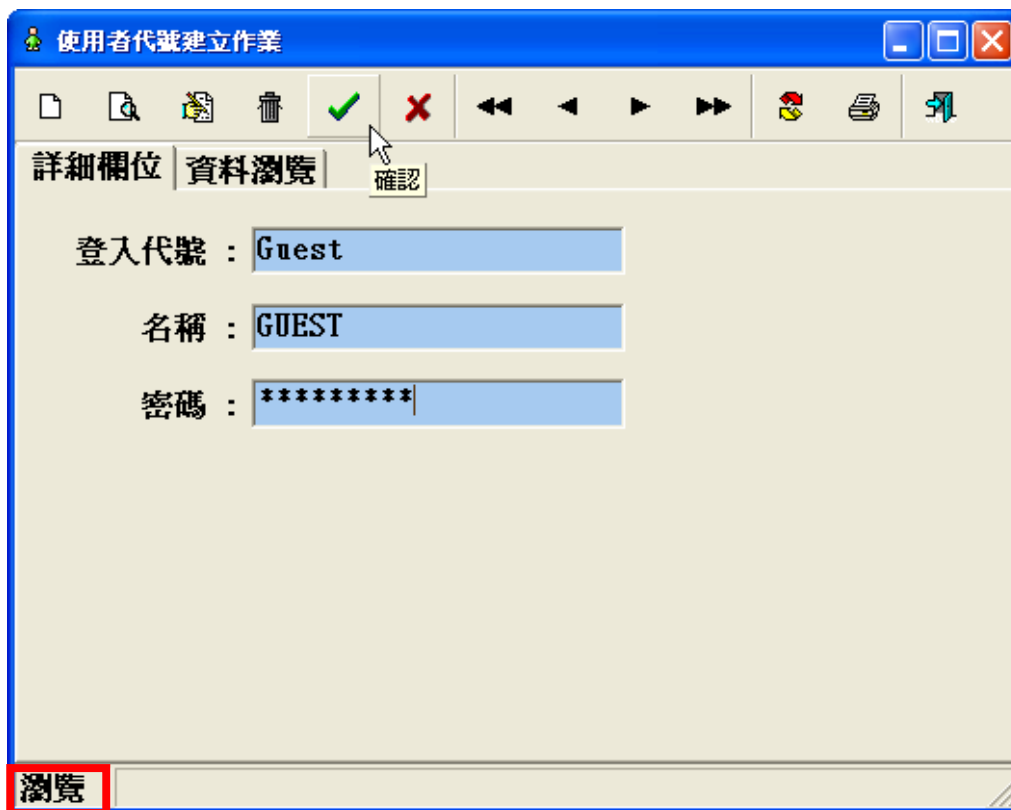 使用者代號建立作業
詳細欄位 資料瀏覽
確認
登入代號 : Guest
名稱 : GUEST
密碼 : *********
瀏覽